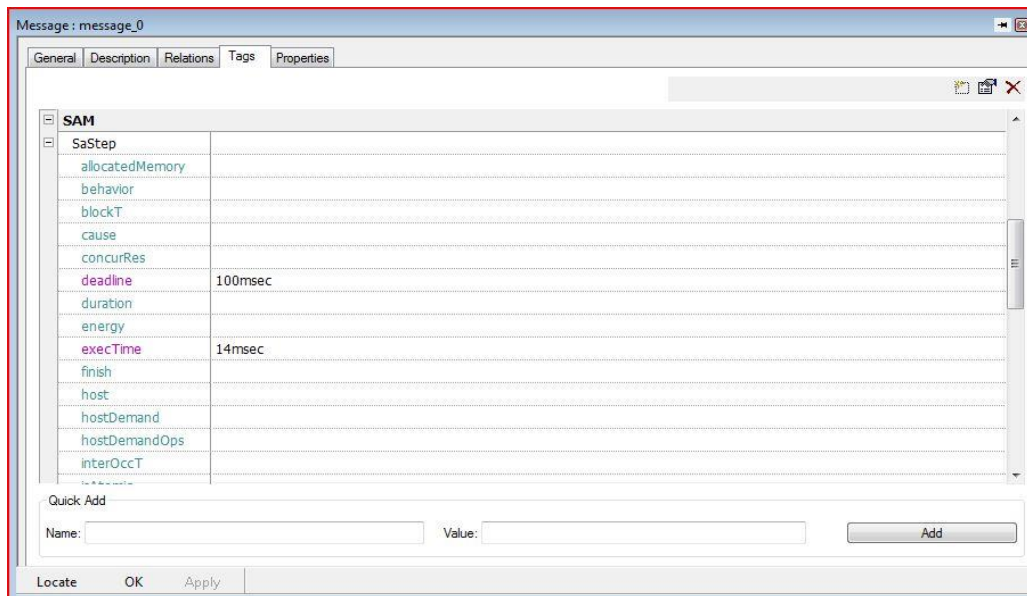 Message : message_0
General Description Relations Tags Properties
SAM
SaStep
allocatedMemory
behavior
blockT
cause
concurRes
deadline 100msec
duration
energy
execTime 14msec
finish
host
hostDemand
hostDemandOps
interOccT
Quick Add
Name: Value: Add
Locate OK Apply